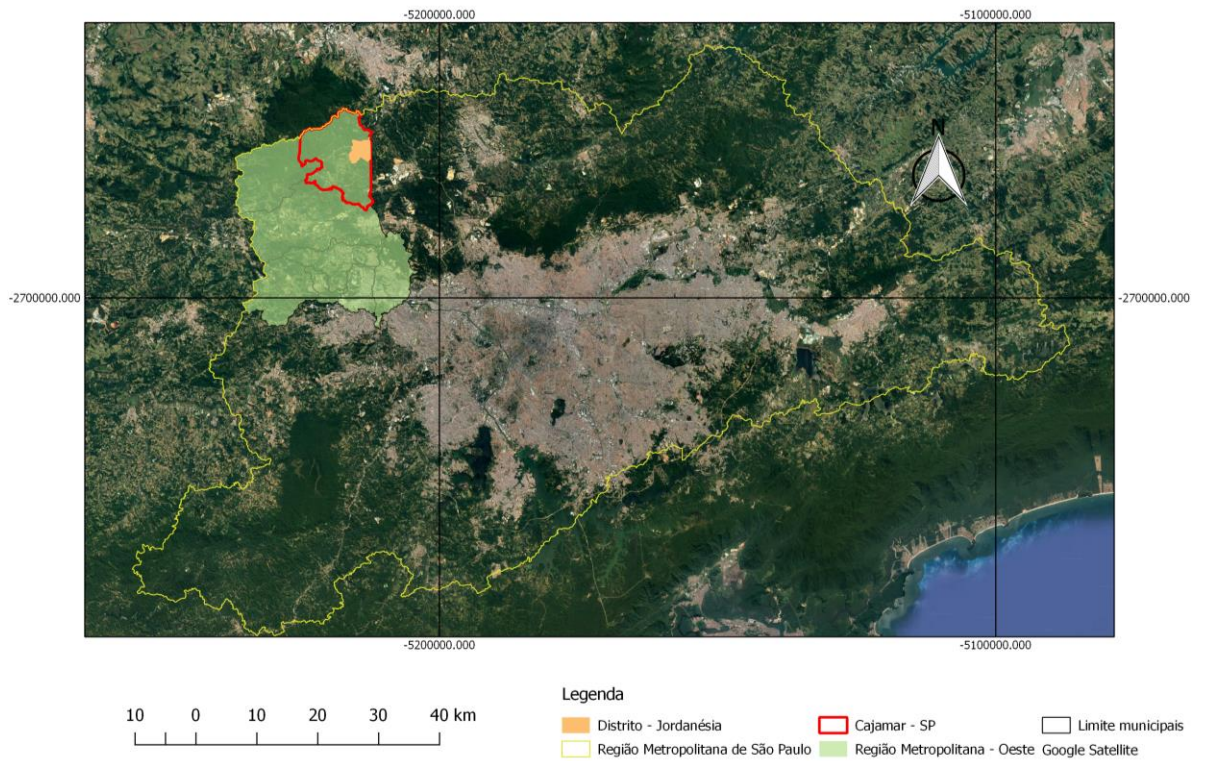 -5200000.000 -5100000.000
N
-2700000.000 -2700000.000
-5200000.000 -5100000.000
Legenda
10 0 10 20 30 40 km
Distrito - Jordanésia Cajamar - SP Limite municipais
Região Metropolitana de São Paulo Região Metropolitana - Oeste Google Satellite